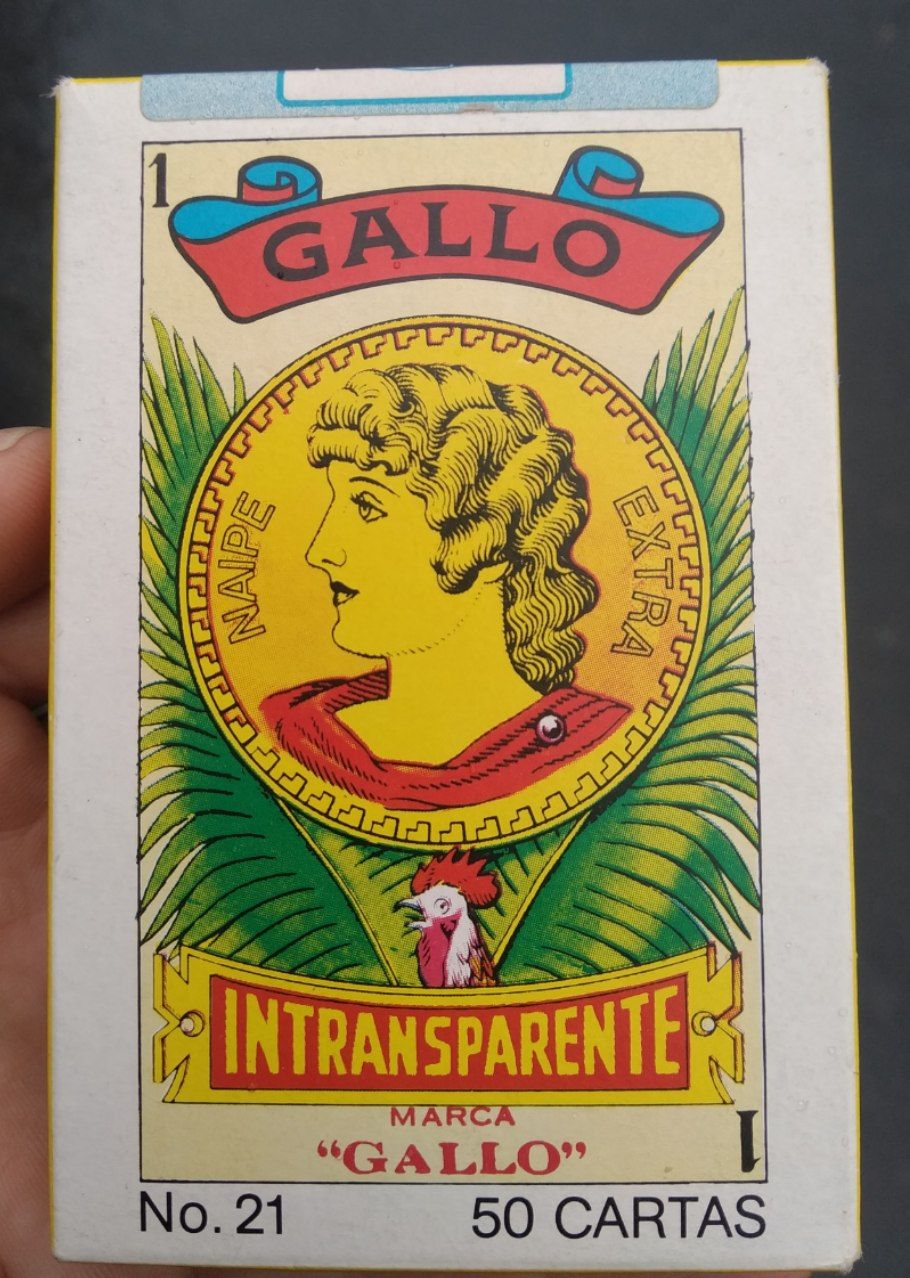 1
GALLO
NAIPE
EXTRA
INTRANSPARENTE
MARCA
“GALLO”
1
No. 21
50 CARTAS